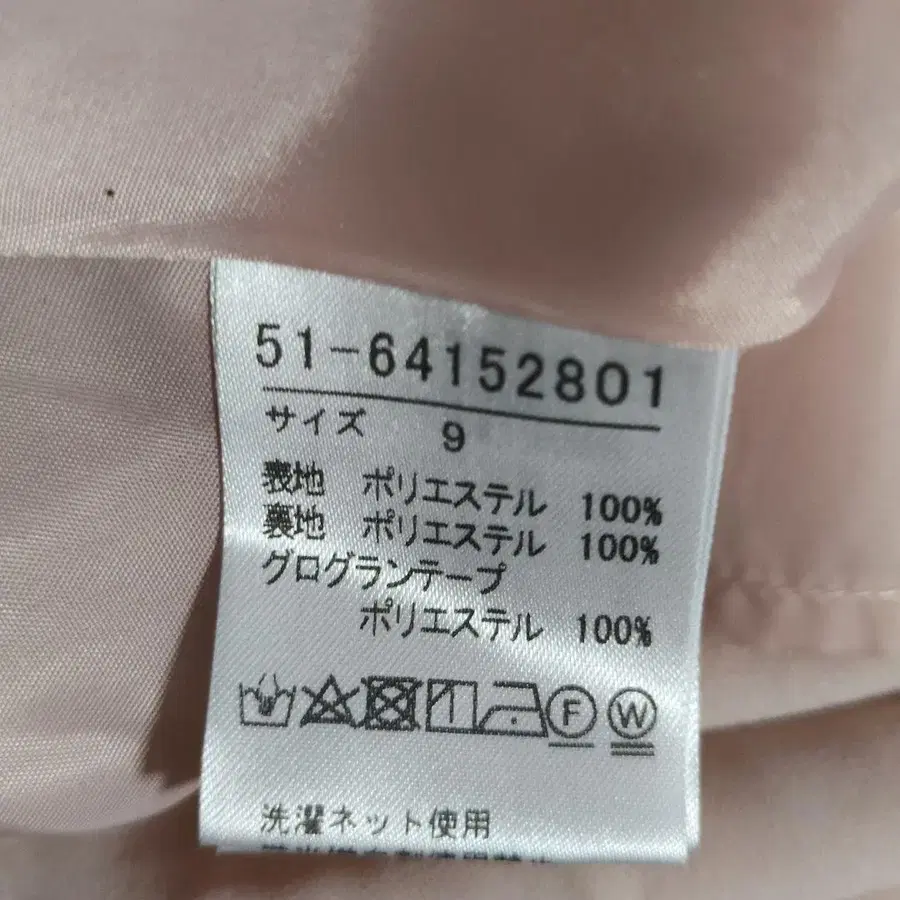 51-64152801
サイズ 9
表地 ポリエステル 100%
裏地 ポリエステル 100%
グログランテープ
ポリエステル 100%
F W
洗濯ネット使用